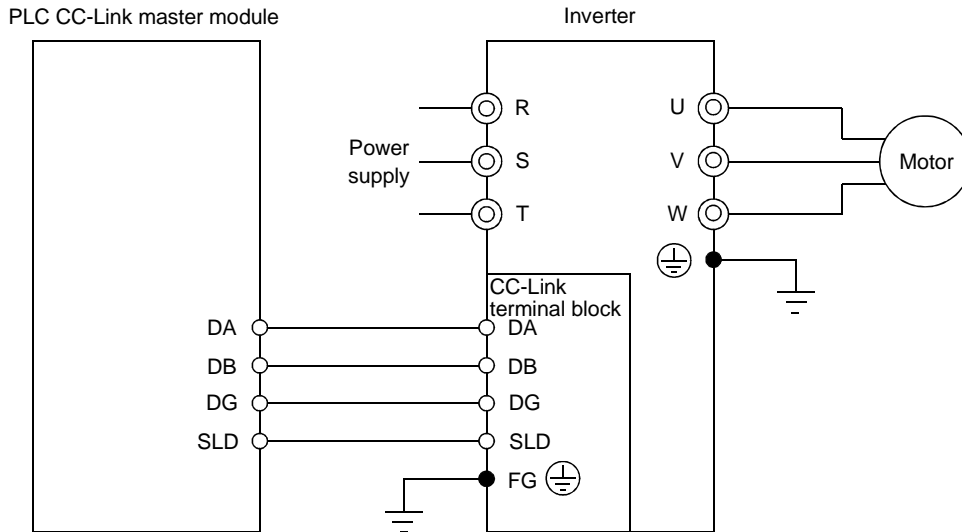 PLC CC-Link master module
Inverter
R
U
Power
supply
S
V
Motor
T
W
CC-Link
terminal block
DA
DA
DB
DB
DG
DG
SLD
SLD
FG